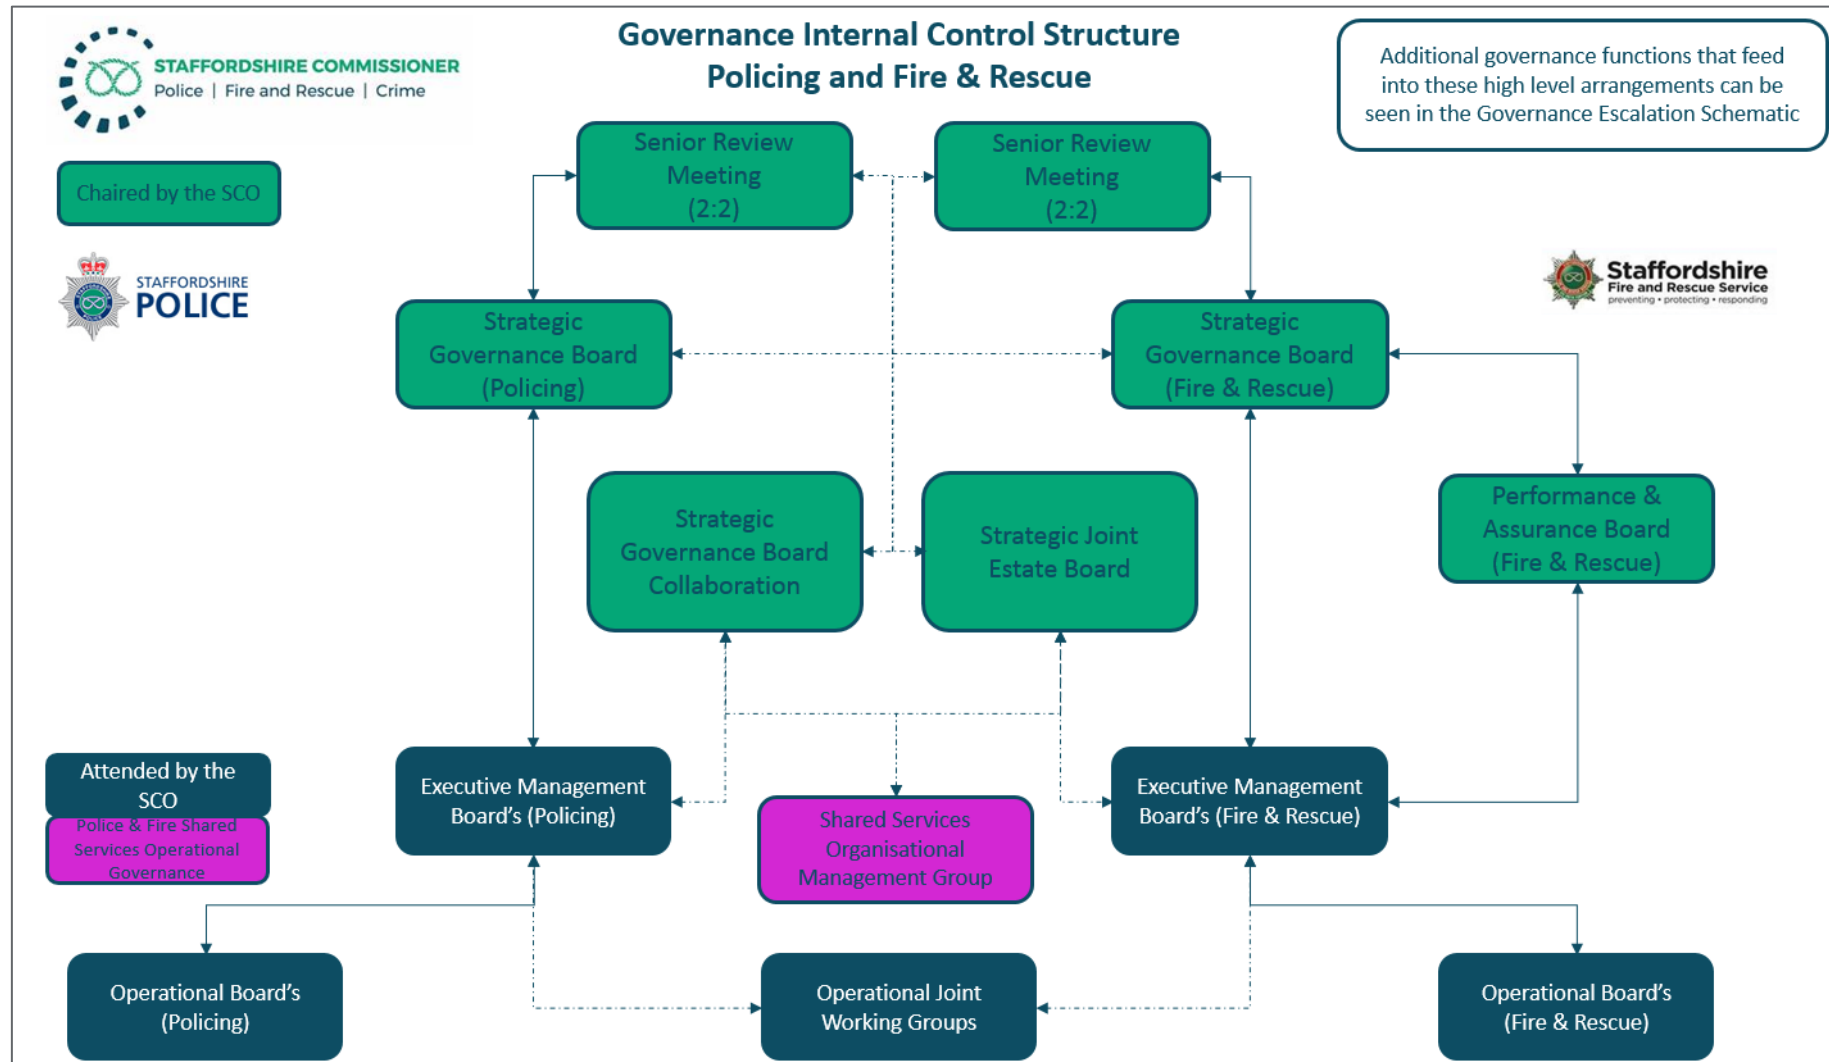 Governance Internal Control Structure
Policing and Fire & Rescue
STAFFORDSHIRE COMMISSIONER
Police | Fire and Rescue | Crime
Additional governance functions that feed
into these high level arrangements can be
seen in the Governance Escalation Schematic
Chaired by the SCO
Senior Review
Meeting
(2:2)
Senior Review
Meeting
(2:2)
STAFFORDSHIRE
POLICE
Staffordshire
Fire and Rescue Service
preventing • protecting • responding
Strategic
Governance Board
(Policing)
Strategic
Governance Board
(Fire & Rescue)
Strategic
Governance Board
Collaboration
Strategic Joint
Estate Board
Performance &
Assurance Board
(Fire & Rescue)
Attended by the
SCO
Police & Fire Shared
Services Operational
Governance
Executive Management
Board's (Policing)
Shared Services
Organisational
Management Group
Executive Management
Board's (Fire & Rescue)
Operational Board's
(Policing)
Operational Joint
Working Groups
Operational Board's
(Fire & Rescue)